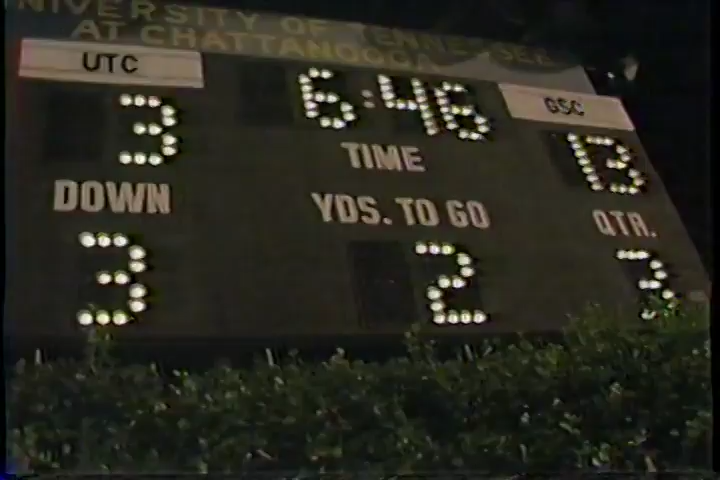 UNIVERSITY OF TENNESSEE
AT CHATTANOOGA
UTC 6:46 GSC
3 TIME 13
DOWN YDS. TO GO QTR.
3 2 3